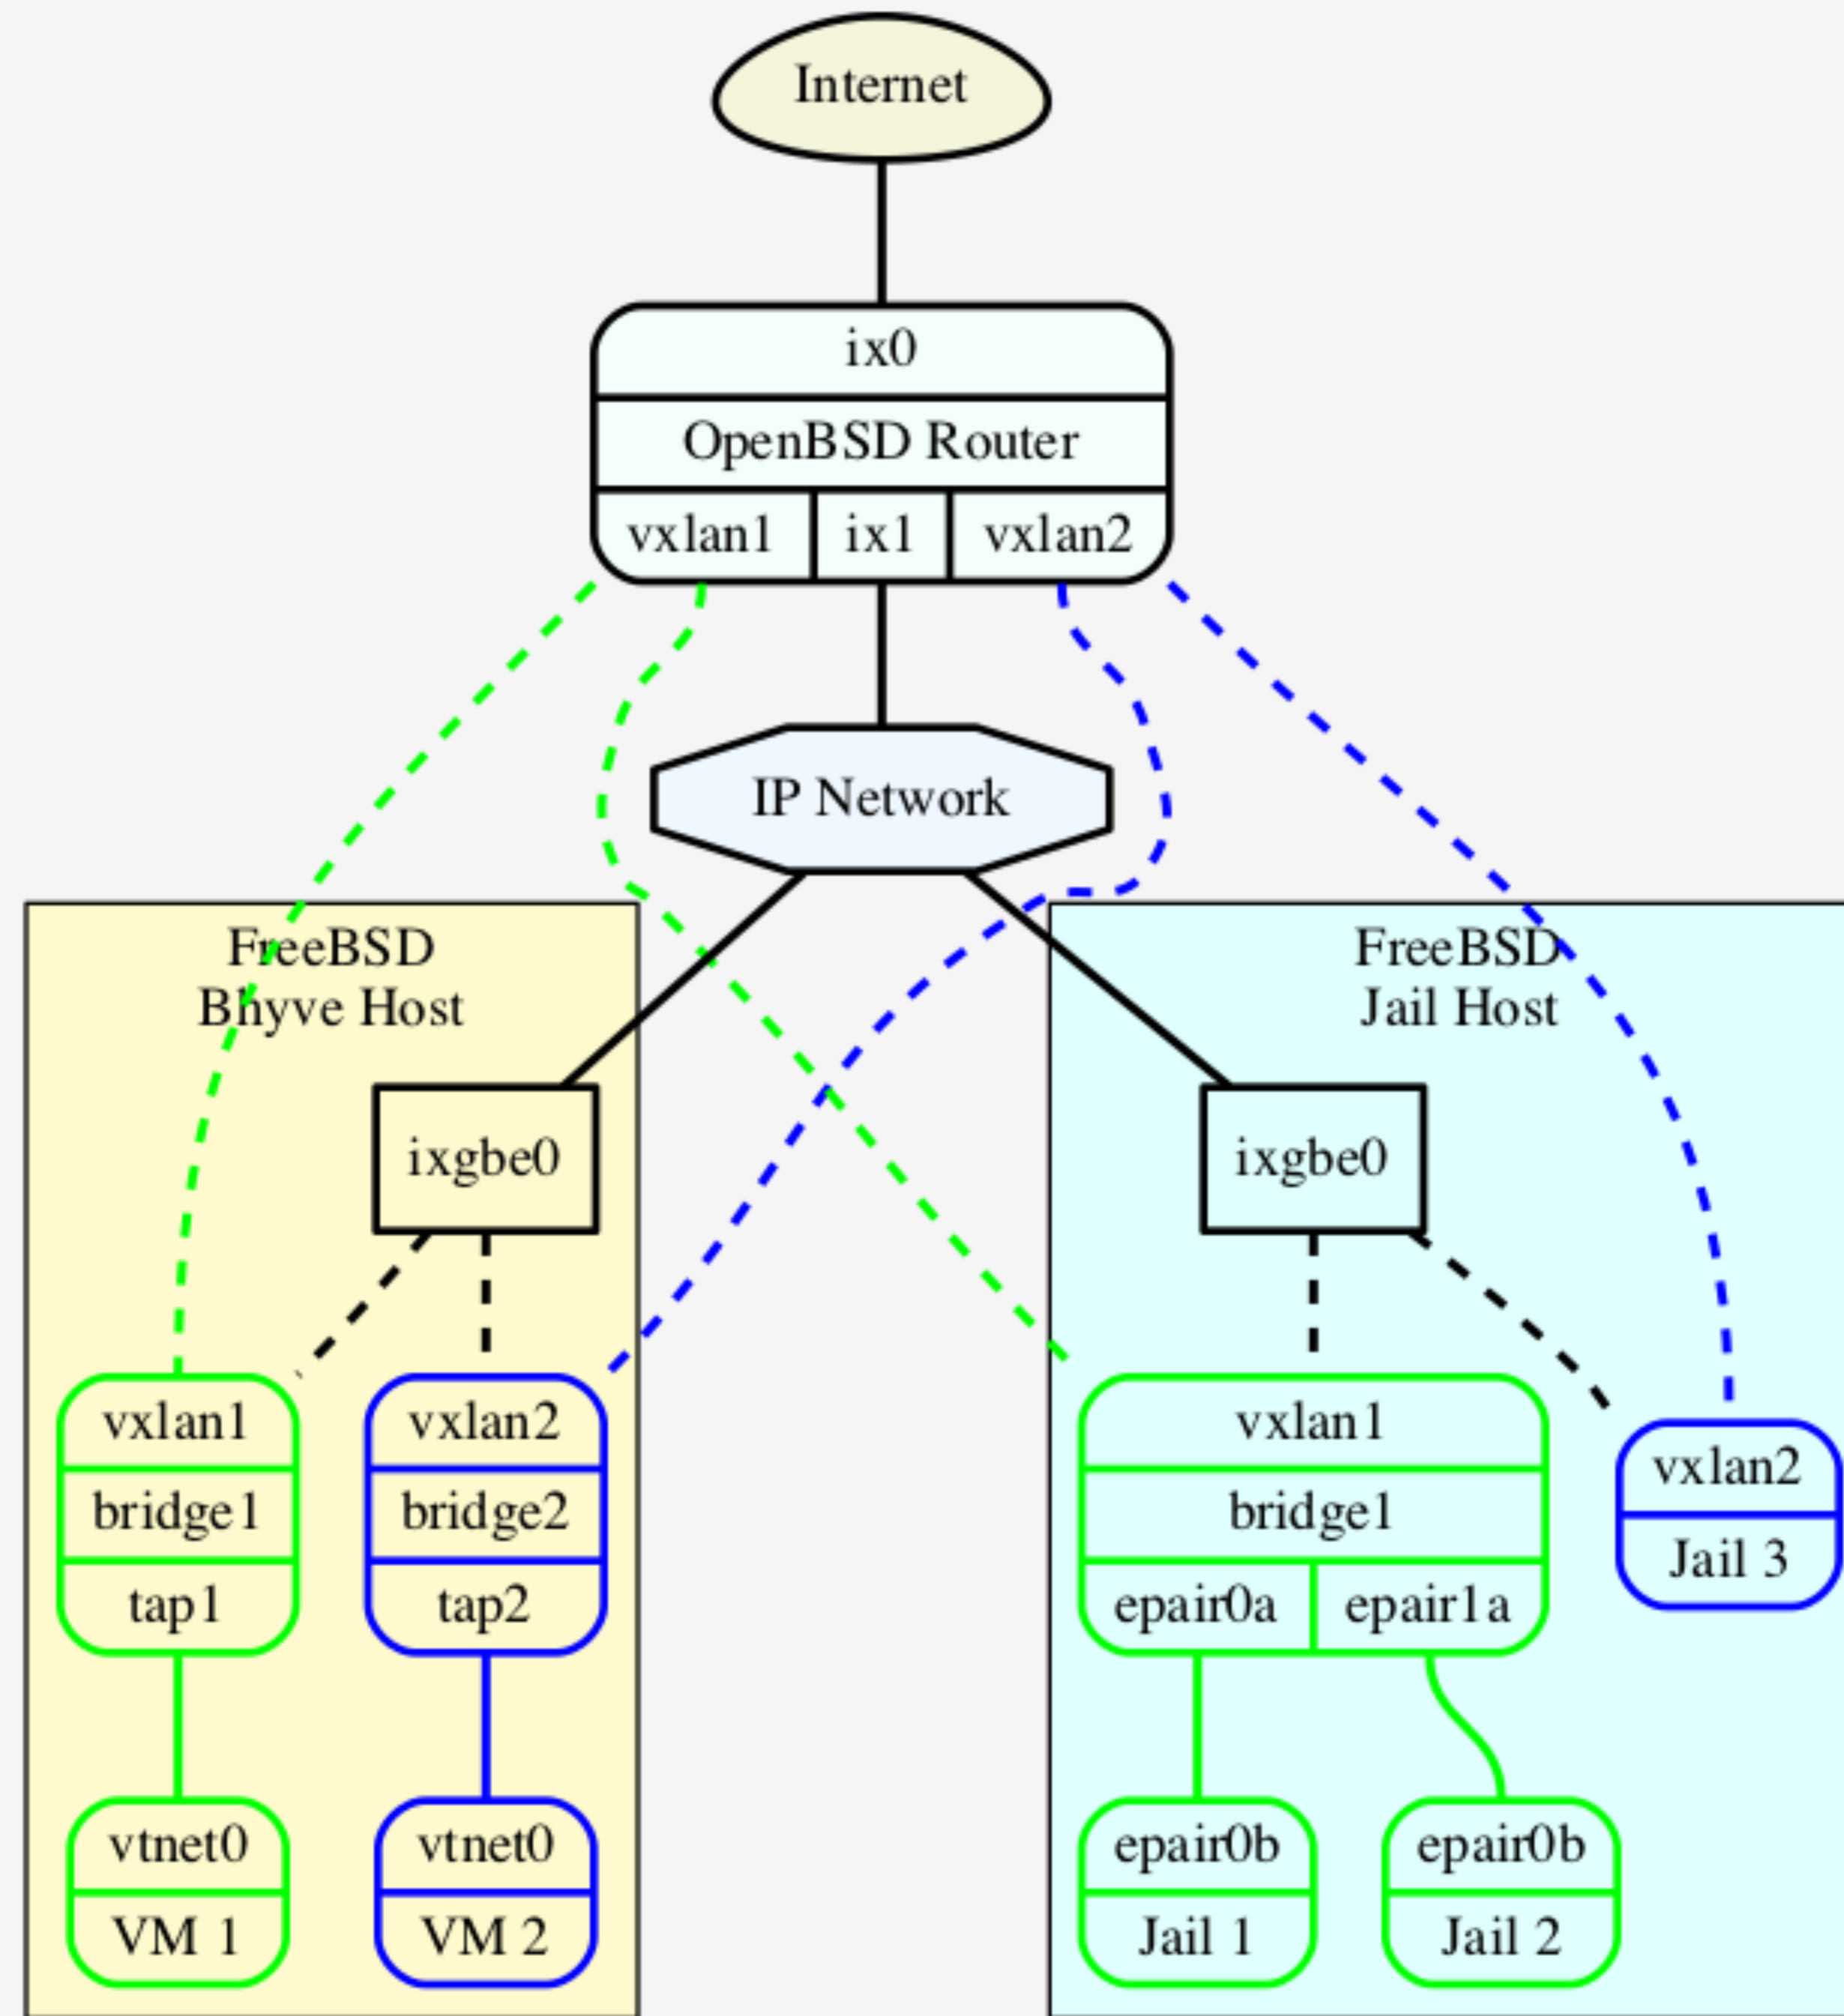 Internet
ix0
OpenBSD Router
vxlan1 ix1 vxlan2
IP Network
FreeBSD
Bhyve Host
FreeBSD
Jail Host
ixgbe0
ixgbe0
vxlan1
bridge1
tap1
vxlan2
bridge2
tap2
vxlan1
bridge1
epair0a epair1a
vxlan2
Jail 3
vtnet0
VM 1
vtnet0
VM 2
epair0b
Jail 1
epair0b
Jail 2